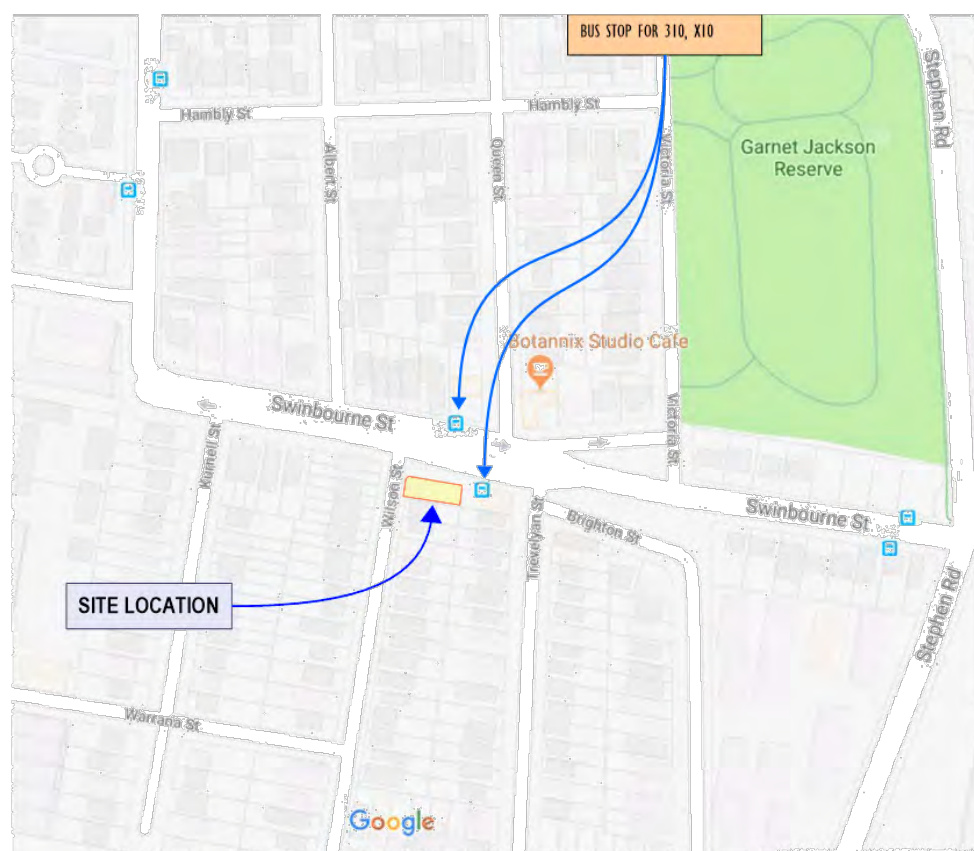 BUS STOP FOR 310, X10
Hambly St
Hambly St
Stephen Rd
Albert St
Queen St
Victoria St
Garnet Jackson
Reserve
Botannix Studio Cafe
Swinbourne St
Victoria St
Kurnell St
Wilson St
Trevelyan St
Brighton St
Swinbourne St
SITE LOCATION
Stephen Rd
Warrana St
Google